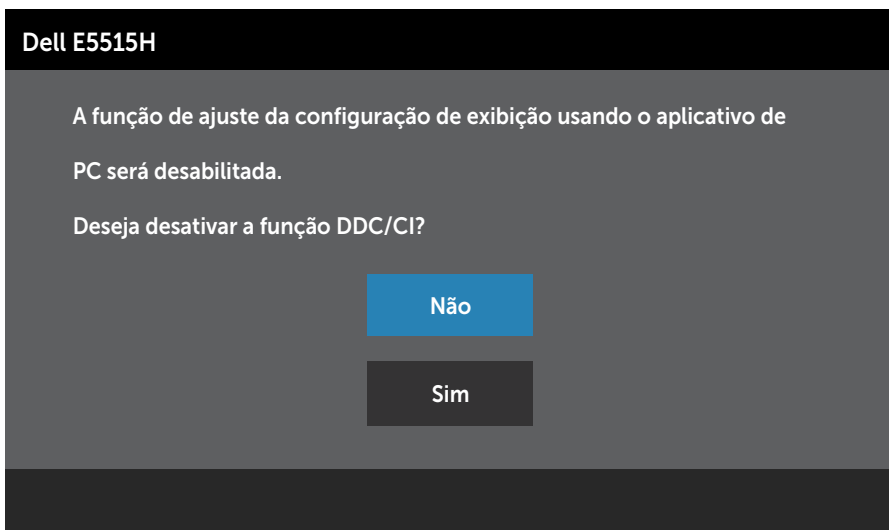 Dell E5515H
A função de ajuste da configuração de exibição usando o aplicativo de
PC será desabilitada.
Deseja desativar a função DDC/CI?
Não
Sim